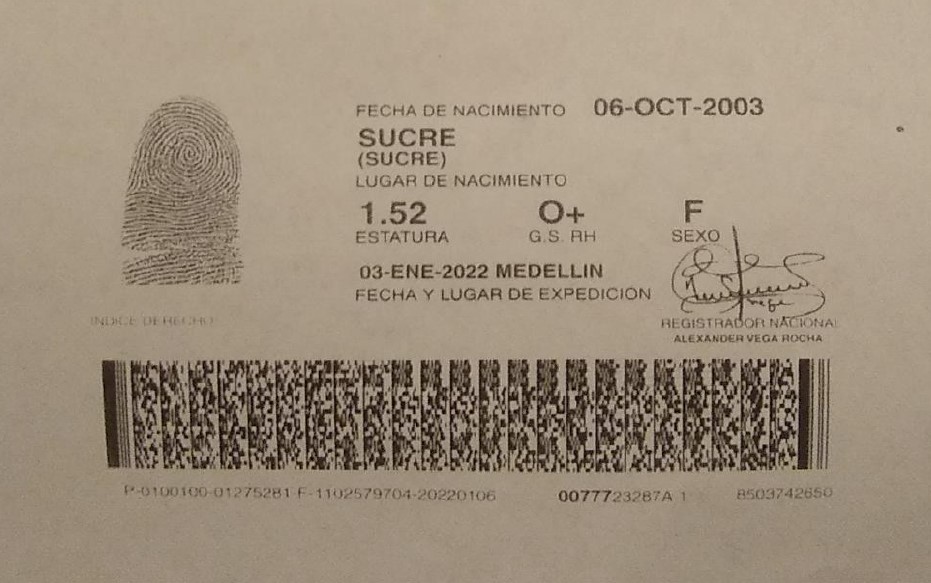 FECHA DE NACIMIENTO 06-OCT-2003
SUCRE
(SUCRE)
LUGAR DE NACIMIENTO
1.52 O+ F
ESTATURA G.S. RH SEXO
03-ENE-2022 MEDELLIN
FECHA Y LUGAR DE EXPEDICION
INDICE DERECHO
REGISTRADOR NACIONAL
ALEXANDER VEGA ROCHA
P-0100100-01275281-F-1102579704-20220106 0077723287A 1 8503742650